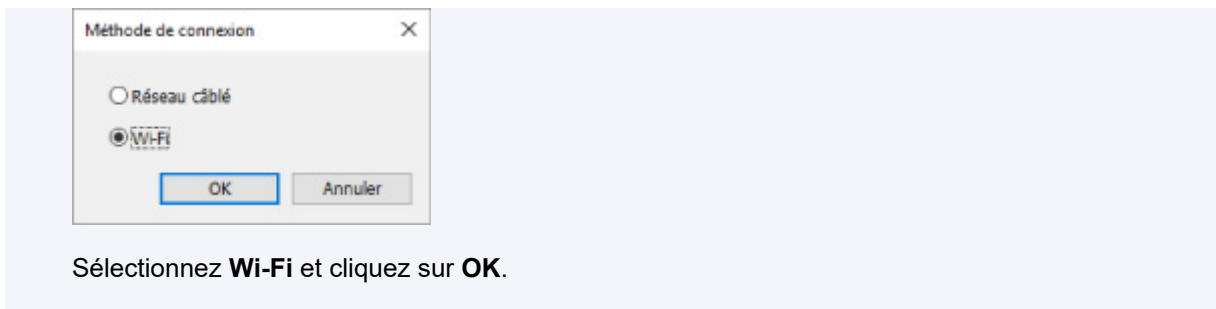 Méthode de connexion
Réseau câblé
Wi-Fi
OK Annuler
Sélectionnez Wi-Fi et cliquez sur OK.